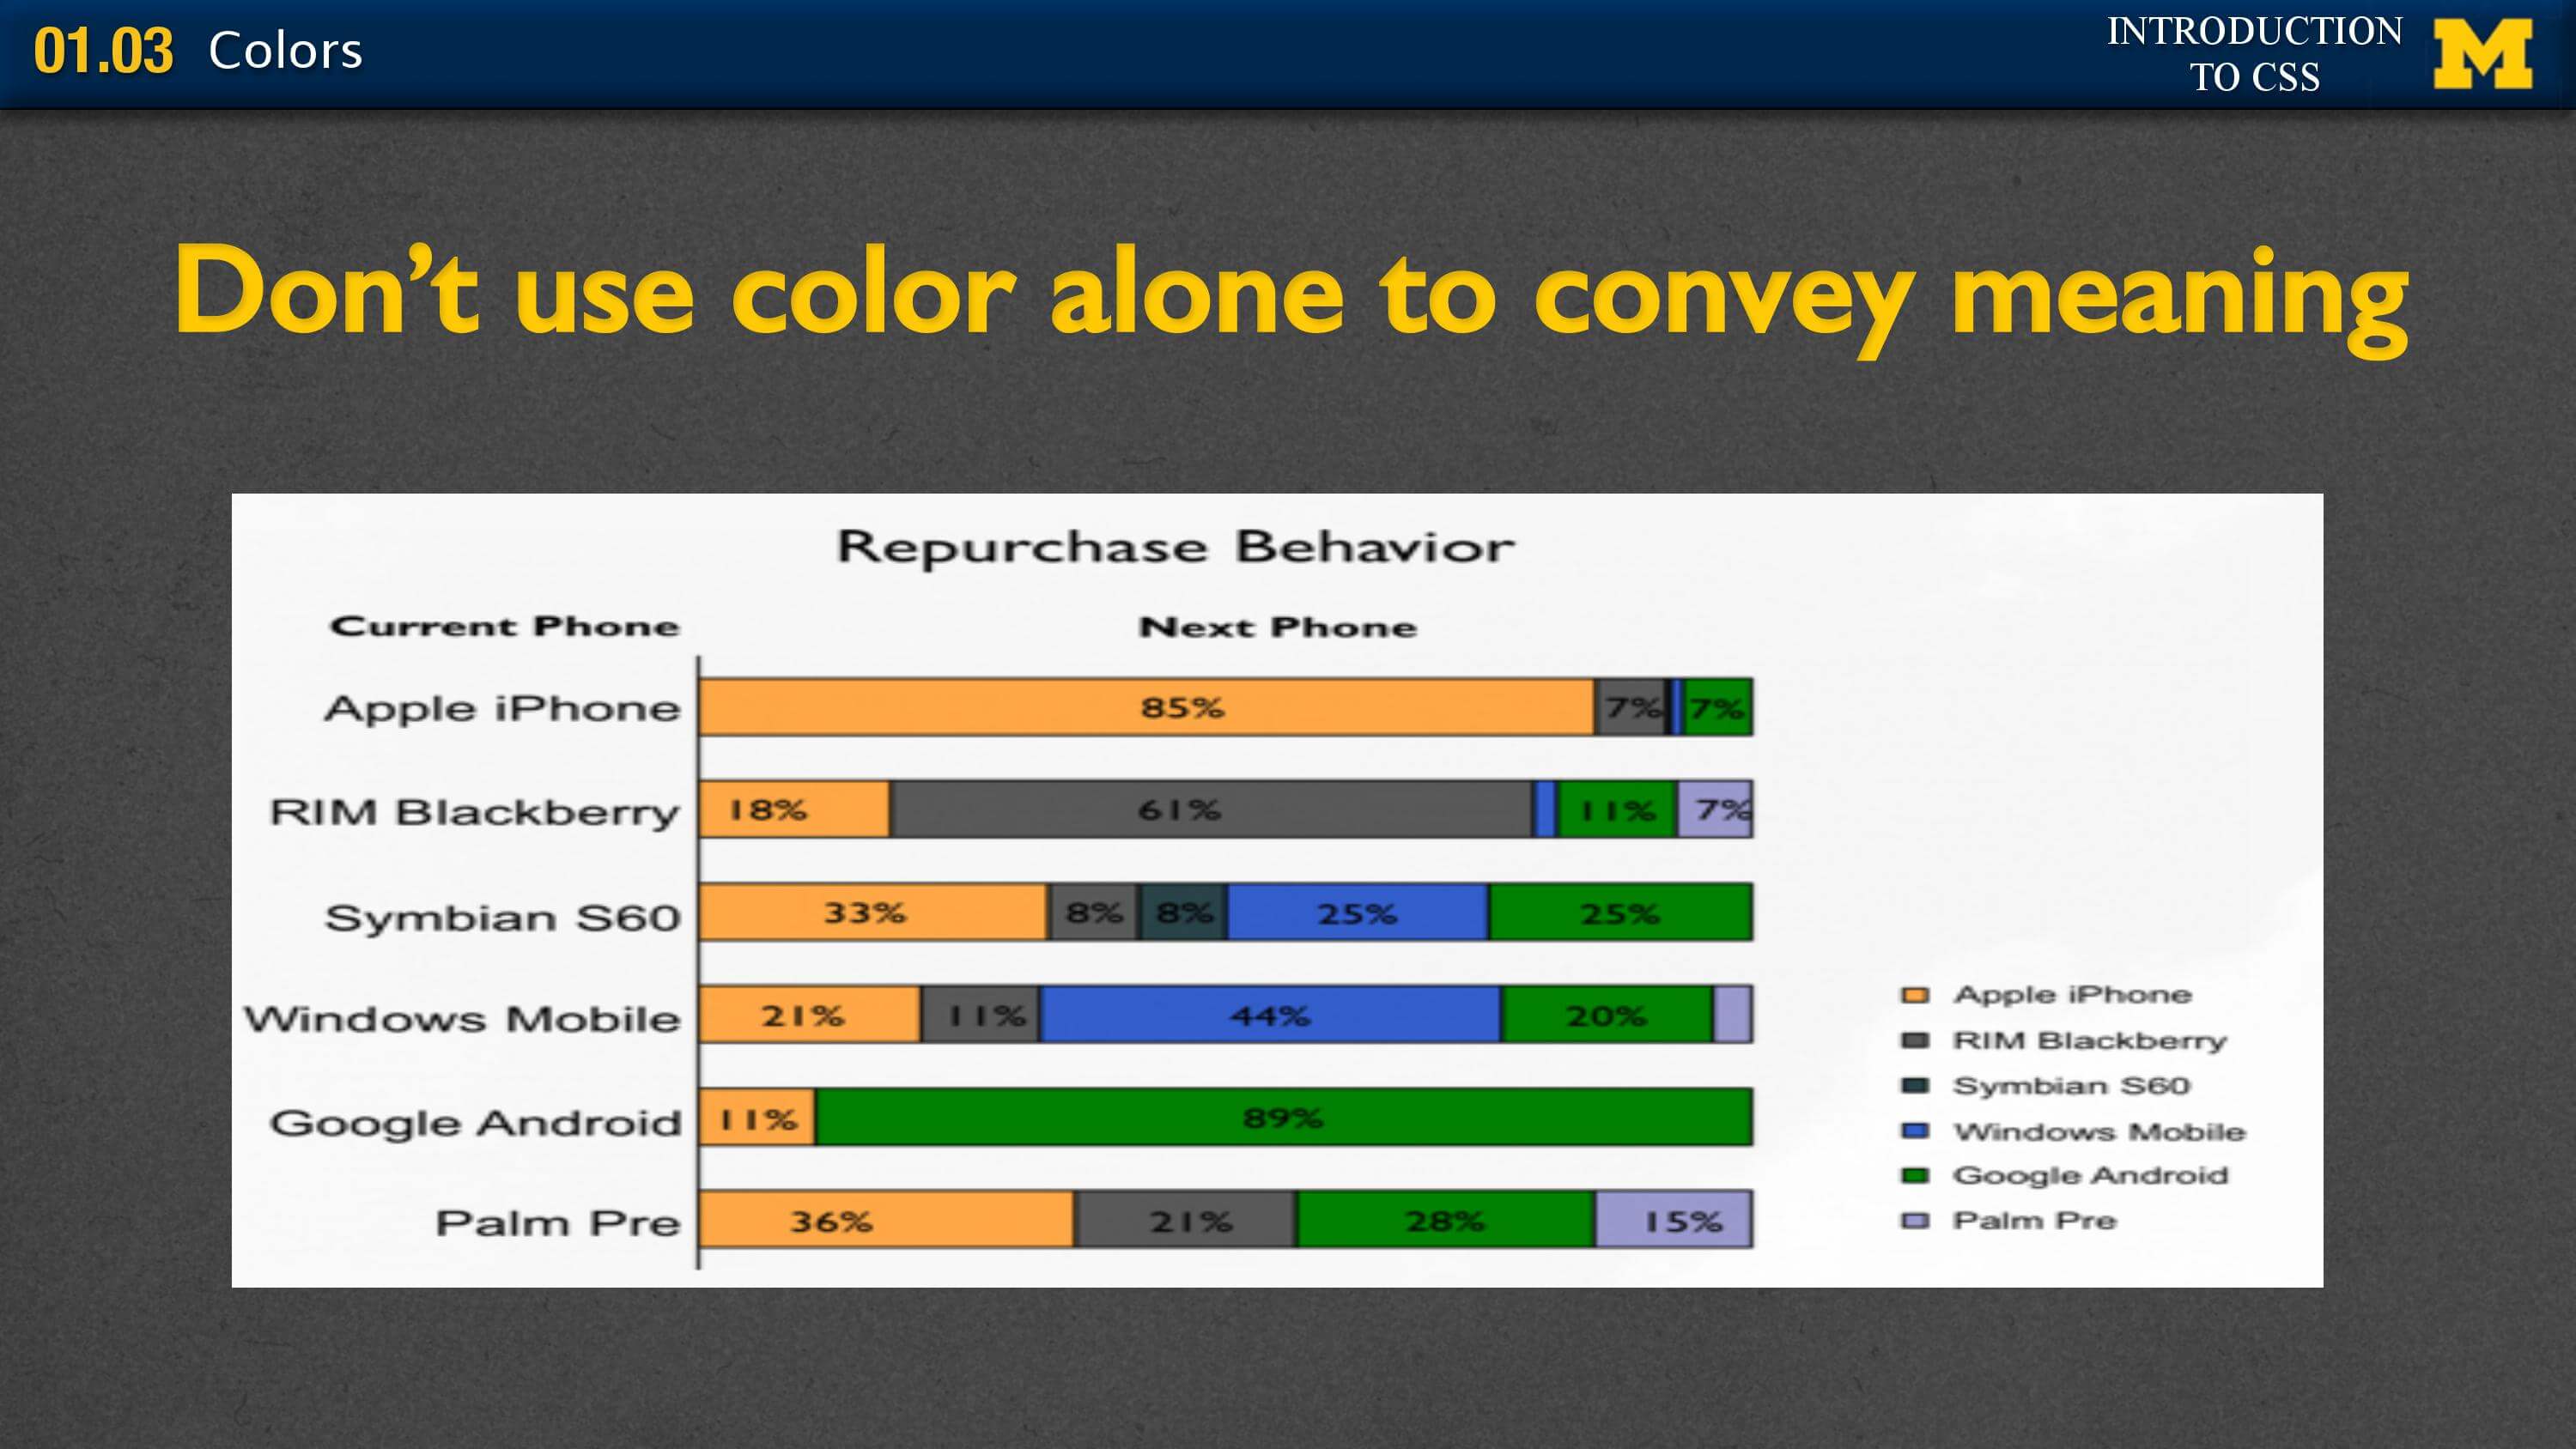 01.03 Colors
INTRODUCTION
TO CSS
M
Don’t use color alone to convey meaning
Repurchase Behavior
Current Phone Next Phone
Apple iPhone 85% 7% 7%
RIM Blackberry 18% 61% 11% 7%
Symbian S60 33% 8% 8% 25% 25%
Windows Mobile 21% 11% 44% 20%
Google Android 11% 89%
Palm Pre 36% 21% 28% 15%
Apple iPhone
RIM Blackberry
Symbian S60
Windows Mobile
Google Android
Palm Pre